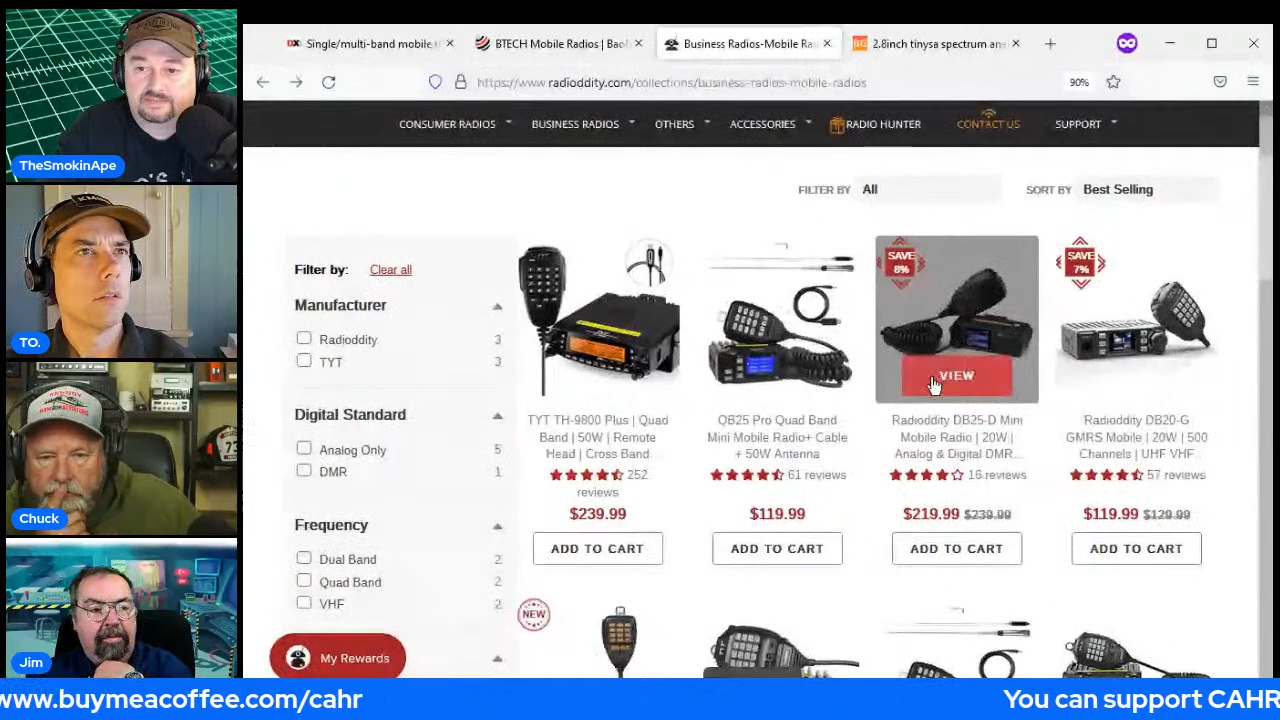 Single/multi-band mobile
BTECH Mobile Radios | Bao
Business Radios-Mobile Ra
BG
2.8inch tinysa spectrum an
https://www.radioddity.com/collections/business-radios-mobile-radios
90%
CONSUMER RADIOS
BUSINESS RADIOS
OTHERS
ACCESSORIES
RADIO HUNTER
CONTACT US
SUPPORT
TheSmokinApe
FILTER BY
All
SORT BY
Best Selling
Filter by:
Clear all
Manufacturer
Radioddity
3
TYT
3
Digital Standard
Analog Only
5
DMR
1
Frequency
Dual Band
2
Quad Band
2
VHF
2
My Rewards
TYT TH-9800 Plus | Quad
Band | 50W | Remote
Head | Cross Band...
252
reviews
$239.99
ADD TO CART
QB25 Pro Quad Band
Mini Mobile Radio+ Cable
+ 50W Antenna
61 reviews
$119.99
ADD TO CART
SAVE
8%
VIEW
Radioddity DB25-D Mini
Mobile Radio | 20W |
Analog & Digital DMR...
16 reviews
$219.99 $239.99
ADD TO CART
SAVE
7%
Radioddity DB20-G
GMRS Mobile | 20W | 500
Channels | UHF VHF...
57 reviews
$119.99 $129.99
ADD TO CART
NEW
TO.
Chuck
Jim
www.buymeacoffee.com/cahr
You can support CAHR